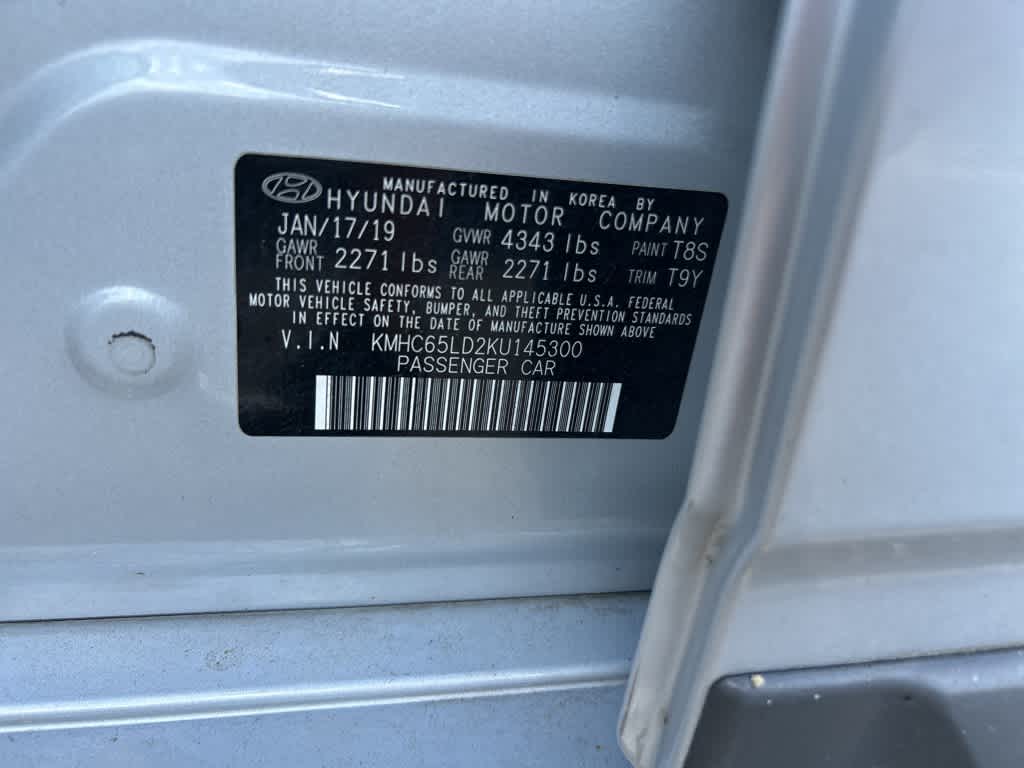 MANUFACTURED IN KOREA BY
HYUNDAI MOTOR COMPANY
JAN/17/19 GVWR 4343 lbs PAINT T8S
GAWR FRONT 2271 lbs GAWR REAR 2271 lbs / TRIM T9Y
THIS VEHICLE CONFORMS TO ALL APPLICABLE U.S.A. FEDERAL
MOTOR VEHICLE SAFETY, BUMPER, AND THEFT PREVENTION STANDARDS
IN EFFECT ON THE DATE OF MANUFACTURE SHOWN ABOVE
V.I.N KMHC65LD2KU145300
PASSENGER CAR